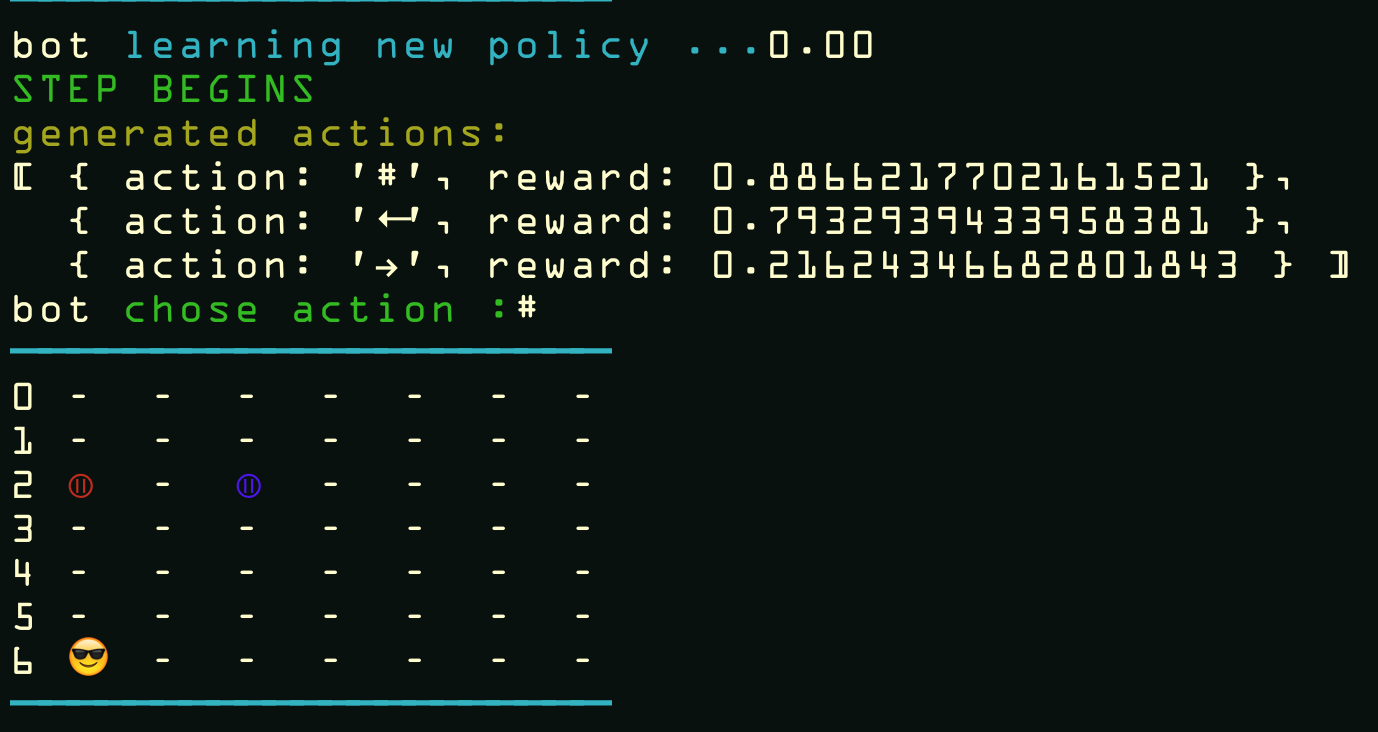 bot learning new policy ...0.00
STEP BEGINS
generated actions:
[ { action: '#', reward: 0.8866217702161521 },
  { action: '←', reward: 0.7932939433958381 },
  { action: '→', reward: 0.21624346682801843 } ]
bot chose action :#
0 - - - - - - -
1 - - - - - - -
2 ⏸ - ⏸ - - - -
3 - - - - - - -
4 - - - - - - -
5 - - - - - - -
6 😎 - - - - - -